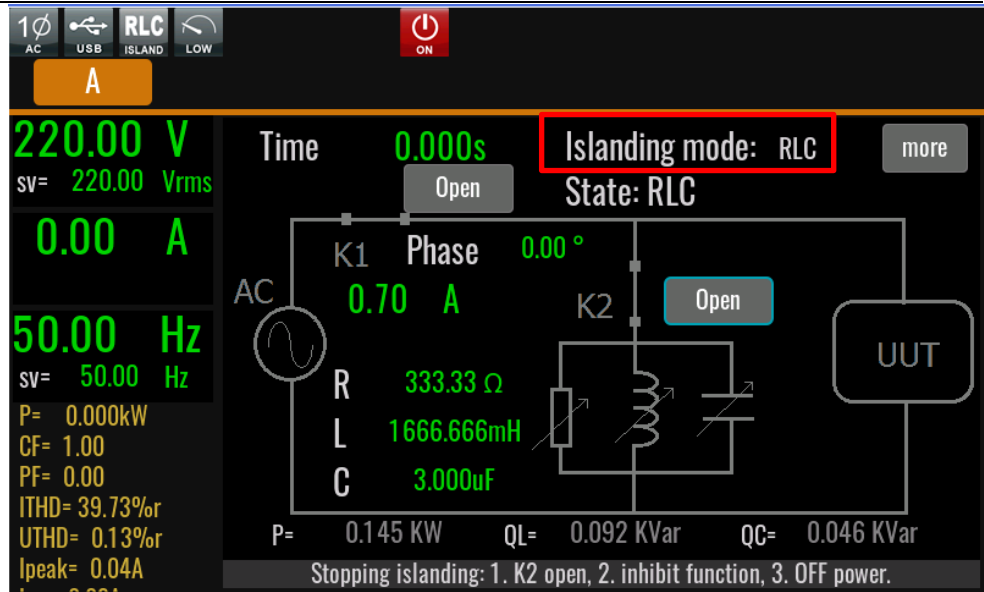 1Ø AC USB RLC ISLAND LOW ON
A
220.00 V
sv= 220.00 Vrms
0.00 A
50.00 Hz
sv= 50.00 Hz
P= 0.000kW
CF= 1.00
PF= 0.00
ITHD= 39.73%r
UTHD= 0.13%r
Ipeak= 0.04A
Time 0.000s Islanding mode: RLC more
Open State: RLC
K1 Phase 0.00 °
AC 0.70 A K2 Open
UUT
R 333.33 Ω
L 1666.666mH
C 3.000uF
P= 0.145 KW QL= 0.092 KVar QC= 0.046 KVar
Stopping islanding: 1. K2 open, 2. inhibit function, 3. OFF power.